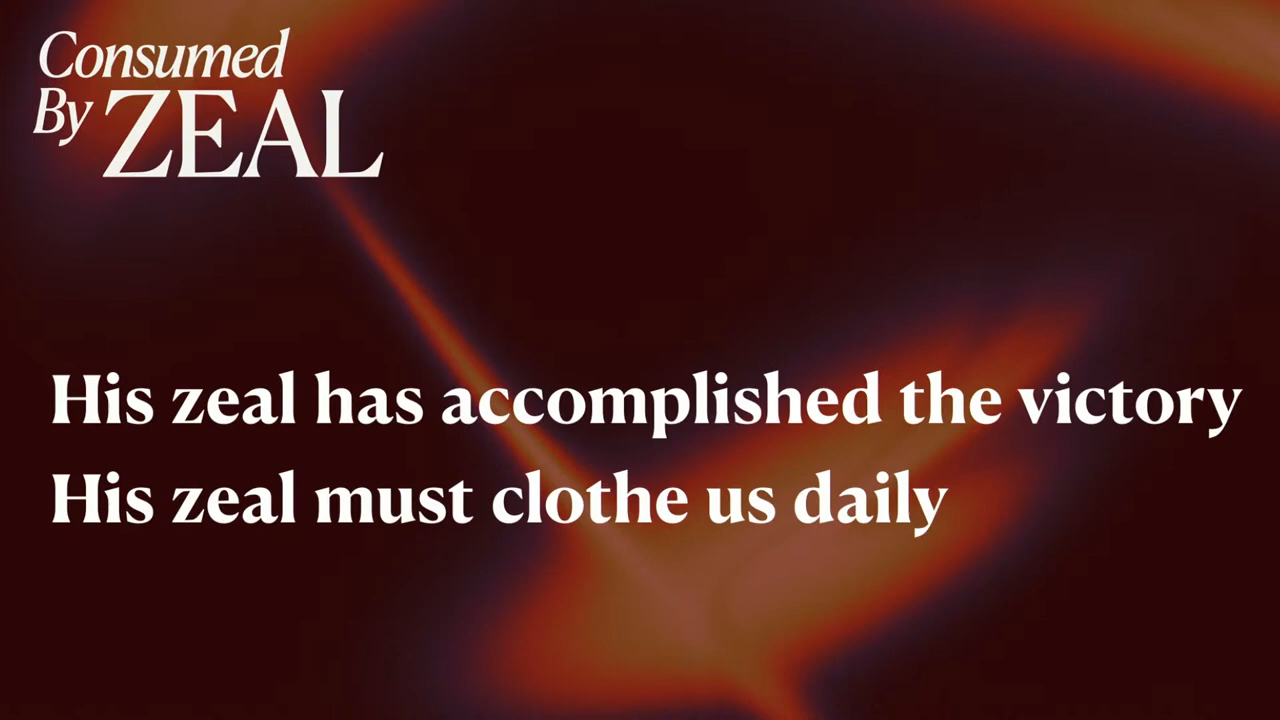 Consumed
By ZEAL
His zeal has accomplished the victory
His zeal must clothe us daily